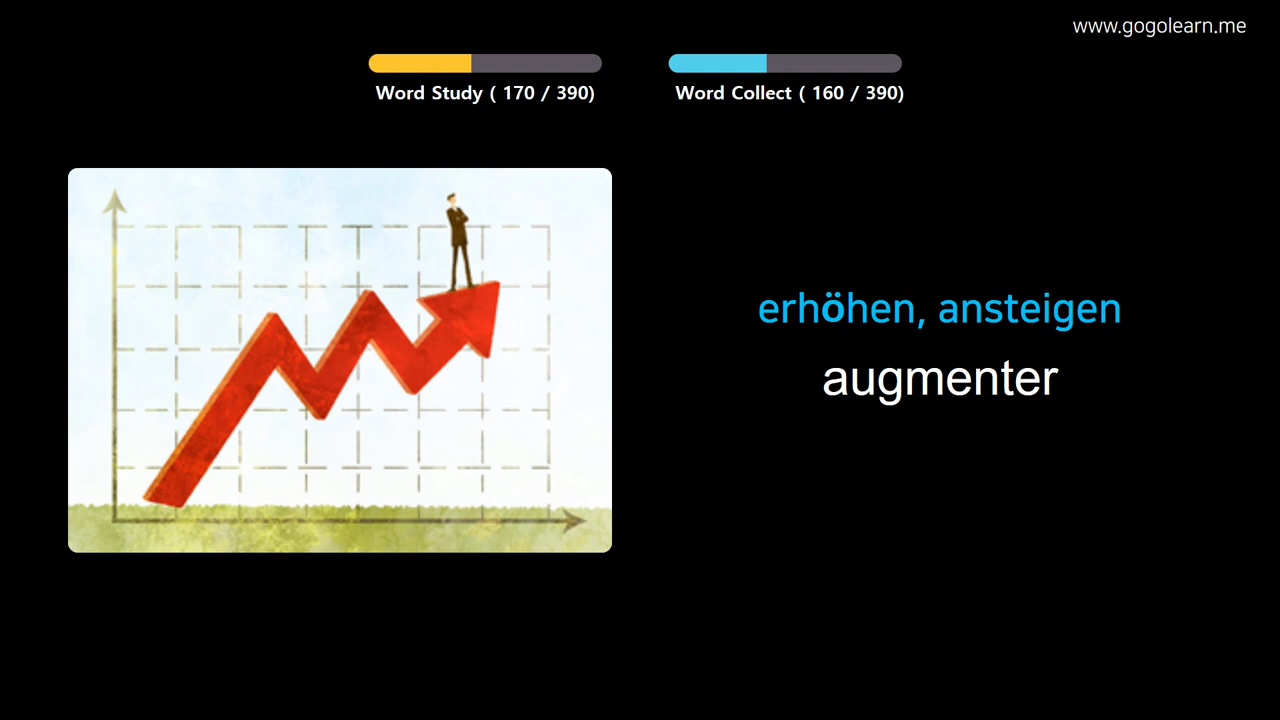 www.gogolearn.me
Word Study ( 170 / 390)
Word Collect ( 160 / 390)
erhöhen, ansteigen
augmenter